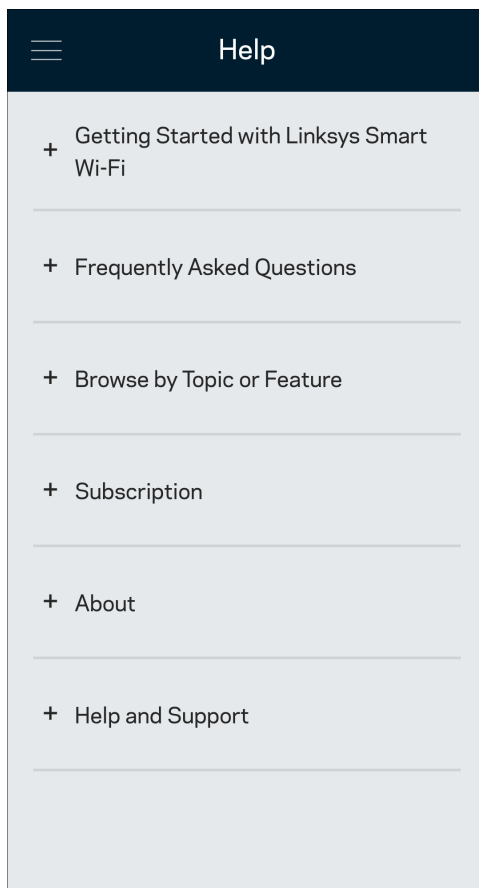 Help
+ Getting Started with Linksys Smart
Wi-Fi
+ Frequently Asked Questions
+ Browse by Topic or Feature
+ Subscription
+ About
+ Help and Support